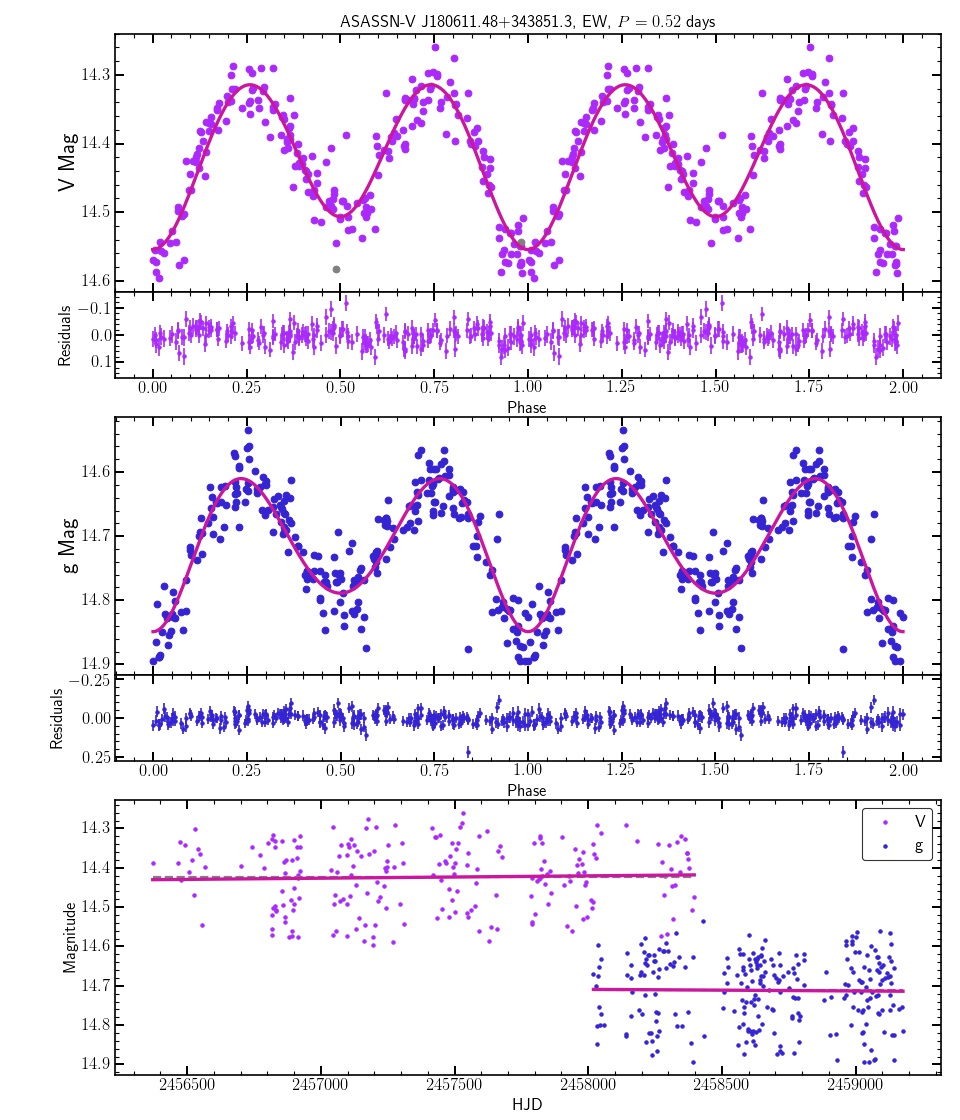 ASASSN-V J180611.48+343851.3, EW, P = 0.52 days
14.3
14.4
14.5
14.6
V Mag
−0.1
0.0
0.1
Residuals
0.00 0.25 0.50 0.75 1.00 1.25 1.50 1.75 2.00
Phase
14.6
14.7
14.8
14.9
g Mag
−0.25
0.00
0.25
Residuals
0.00 0.25 0.50 0.75 1.00 1.25 1.50 1.75 2.00
Phase
V
g
14.3
14.4
14.5
14.6
14.7
14.8
14.9
Magnitude
2456500 2457000 2457500 2458000 2458500 2459000
HJD